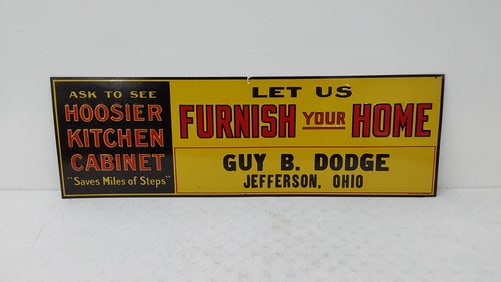 ASK TO SEE
HOOSIER
KITCHEN
CABINET
"Saves Miles of Steps"
LET US
FURNISH YOUR HOME
GUY B. DODGE
JEFFERSON, OHIO